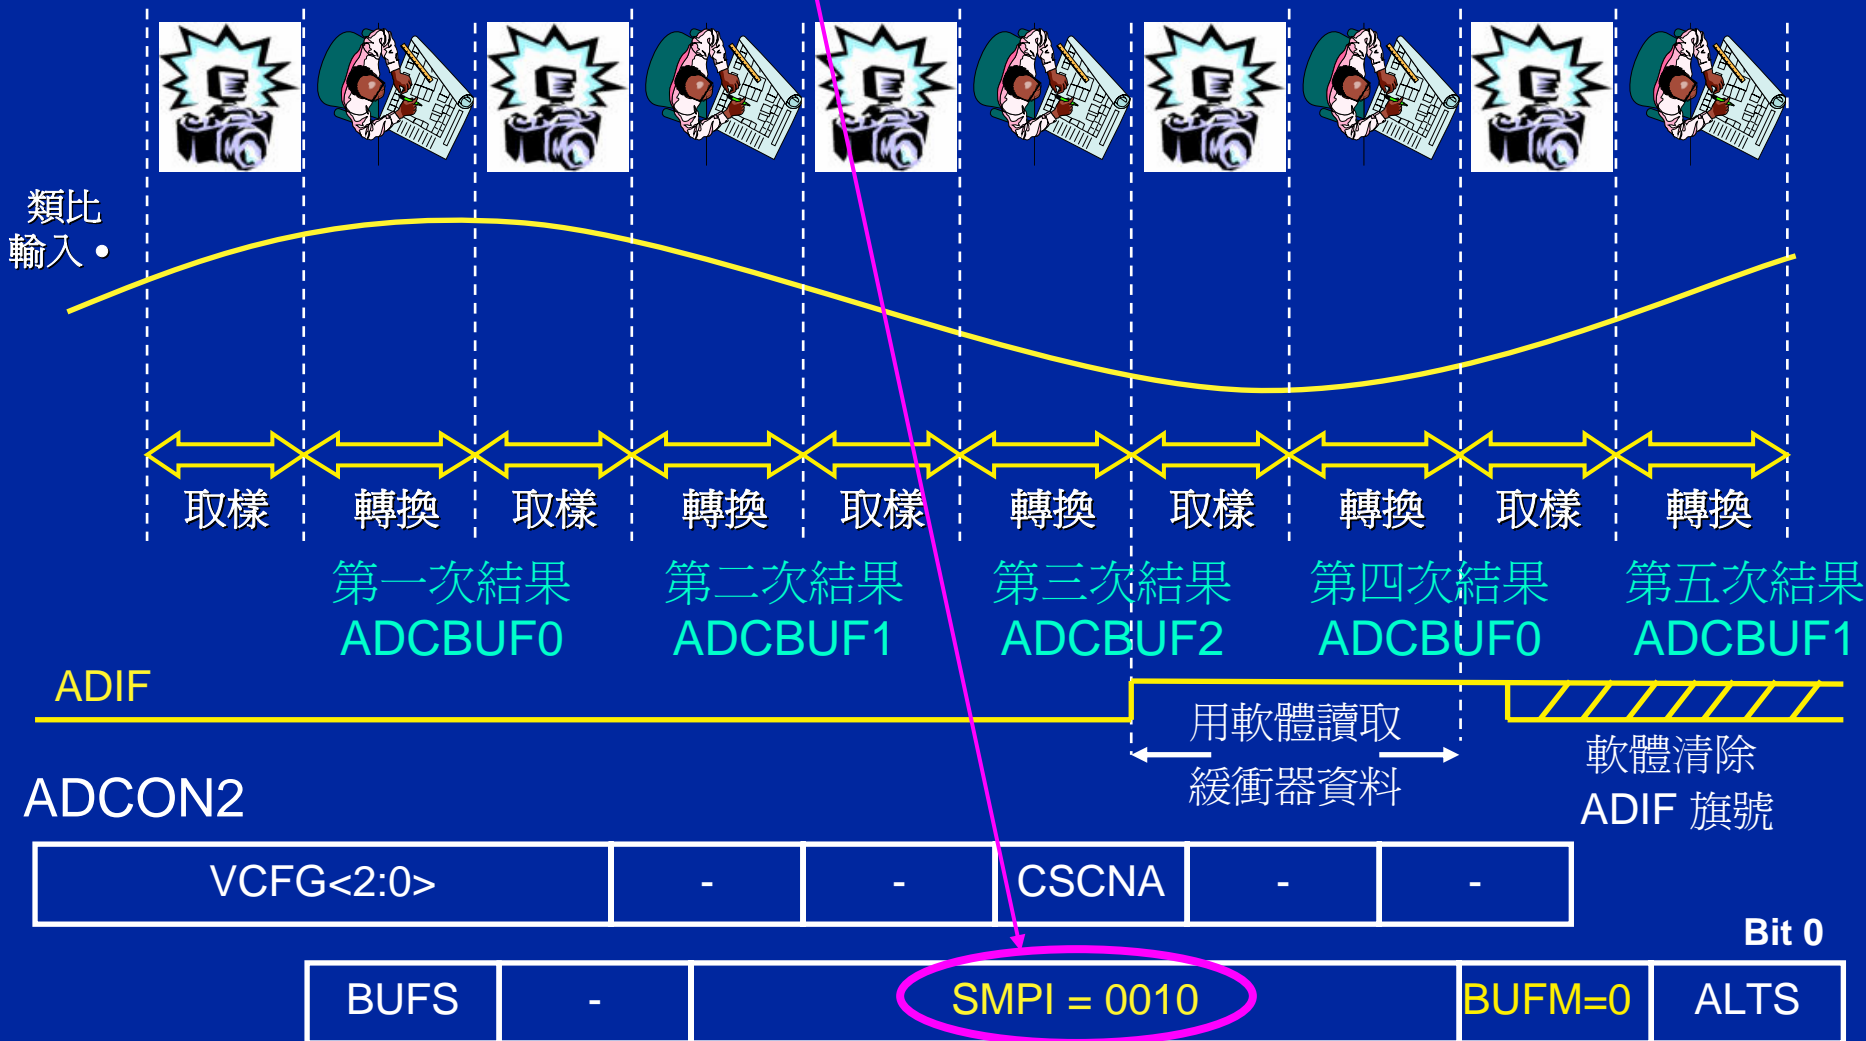 類比
輸入 •
取樣 轉換 取樣 轉換 取樣 轉換 取樣 轉換 取樣 轉換
第一次結果 第二次結果 第三次結果 第四次結果 第五次結果
ADCBUF0 ADCBUF1 ADCBUF2 ADCBUF0 ADCBUF1
ADIF
用軟體讀取
緩衝器資料
軟體清除
ADIF 旗號
ADCON2
VCFG<2:0> - - CSCNA - -
Bit 0
BUFS - SMPI = 0010 BUFM=0 ALTS